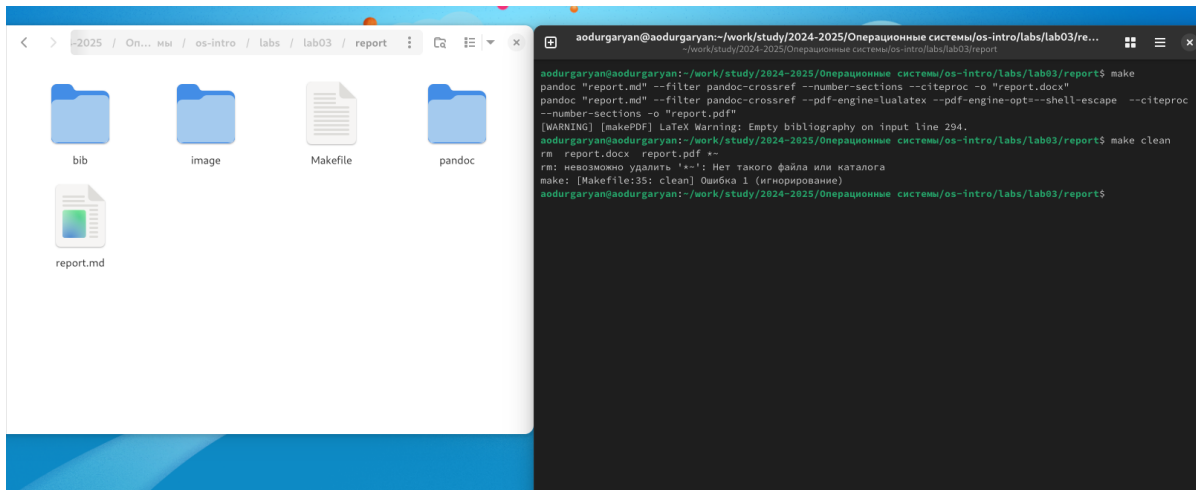 -2025 / Оп... мы / os-intro / labs / lab03 / report
bib
image
Makefile
pandoc
report.md
aodurgaryan@aodurgaryan:~/work/study/2024-2025/Операционные системы/os-intro/labs/lab03/re...
~/work/study/2024-2025/Операционные системы/os-intro/labs/lab03/report
aodurgaryan@aodurgaryan:~/work/study/2024-2025/Операционные системы/os-intro/labs/lab03/report$ make
pandoc "report.md" --filter pandoc-crossref --number-sections --citeproc -o "report.docx"
pandoc "report.md" --filter pandoc-crossref --pdf-engine=lualatex --pdf-engine-opt=--shell-escape --citeproc
--number-sections -o "report.pdf"
[WARNING] [makePDF] LaTeX Warning: Empty bibliography on input line 294.
aodurgaryan@aodurgaryan:~/work/study/2024-2025/Операционные системы/os-intro/labs/lab03/report$ make clean
rm report.docx report.pdf *~
rm: невозможно удалить '*~': Нет такого файла или каталога
make: [Makefile:35: clean] Ошибка 1 (игнорирование)
aodurgaryan@aodurgaryan:~/work/study/2024-2025/Операционные системы/os-intro/labs/lab03/report$